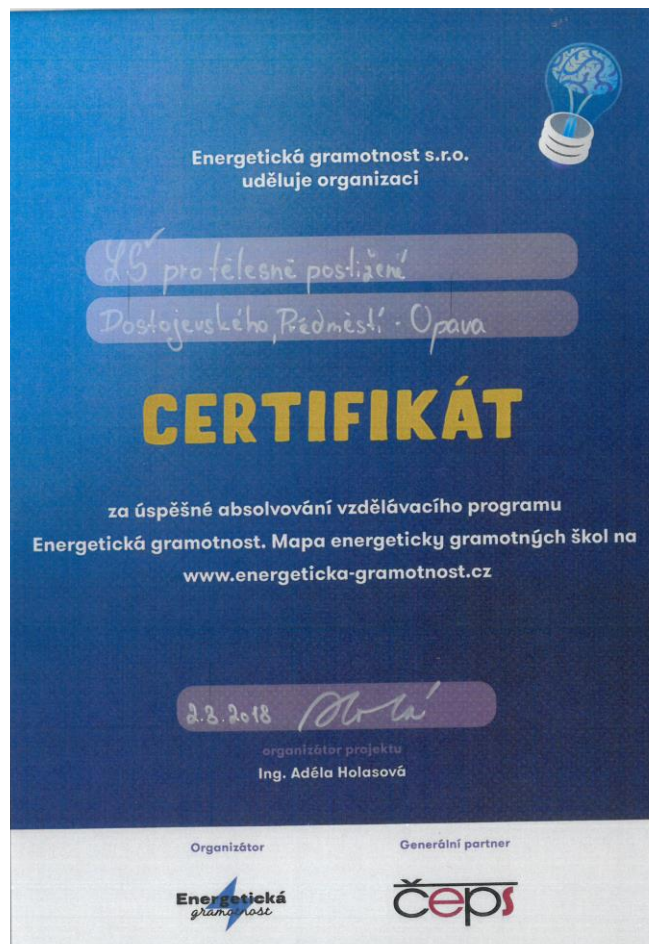 Energetická gramotnost s.r.o.
uděluje organizaci
ZŠ pro tělesně postižené
Dostojevského, Předměstí - Opava
CERTIFIKÁT
za úspěšné absolvování vzdělávacího programu
Energetická gramotnost. Mapa energeticky gramotných škol na
www.energeticka-gramotnost.cz
2.3.2018
organizátor projektu
Ing. Adéla Holasová
Organizátor
Generální partner
Energetická
gramotnost
čeps